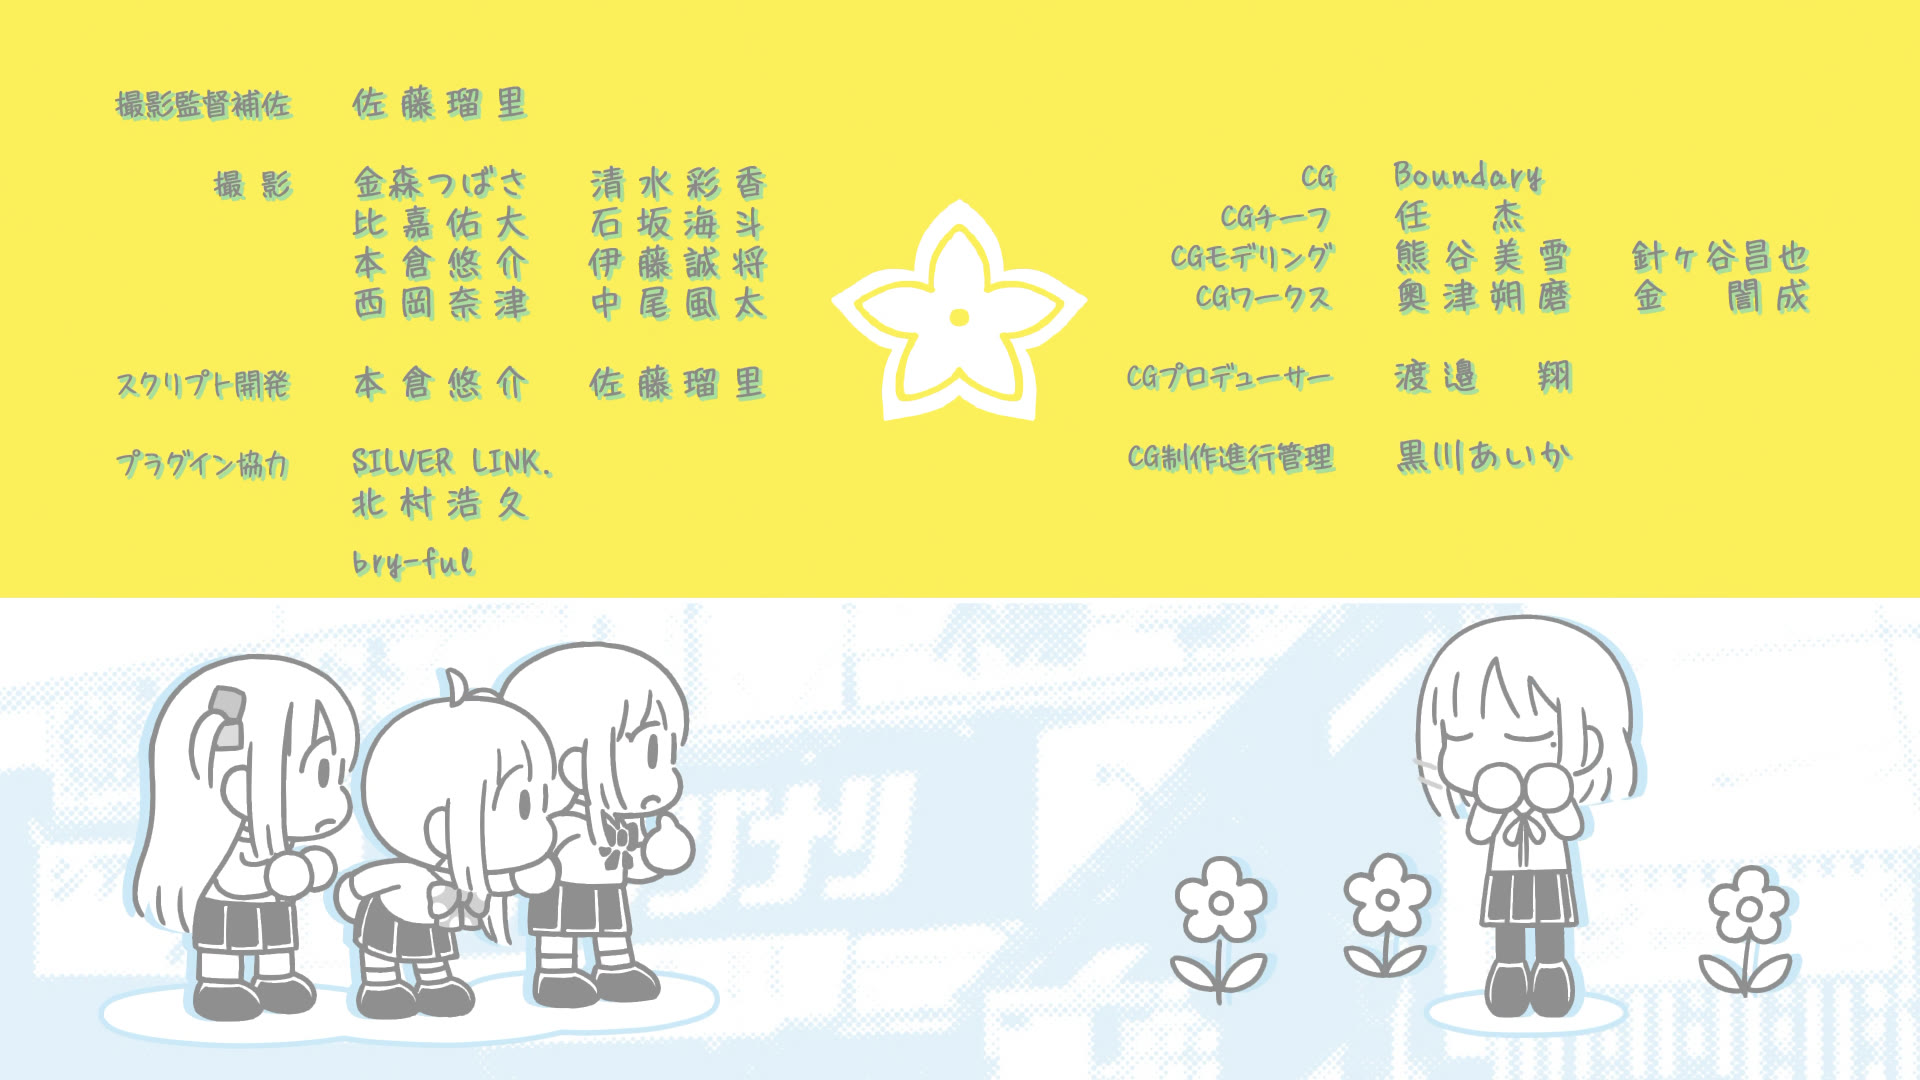 撮影監督補佐 佐藤瑠里
撮影 金森つばさ 清水彩香
比嘉佑大 石坂海斗
本倉悠介 伊藤誠将
西岡奈津 中尾風太
スクリプト開発 本倉悠介 佐藤瑠里
プラグイン協力 SILVER LINK.
北村浩久
bry-ful
CG Boundary
CGチーフ 任杰
CGモデリング 熊谷美雪 針ヶ谷昌也
CGワークス 奥津朔磨 金誾成
CGプロデューサー 渡邉翔
CG制作進行管理 黒川あいか